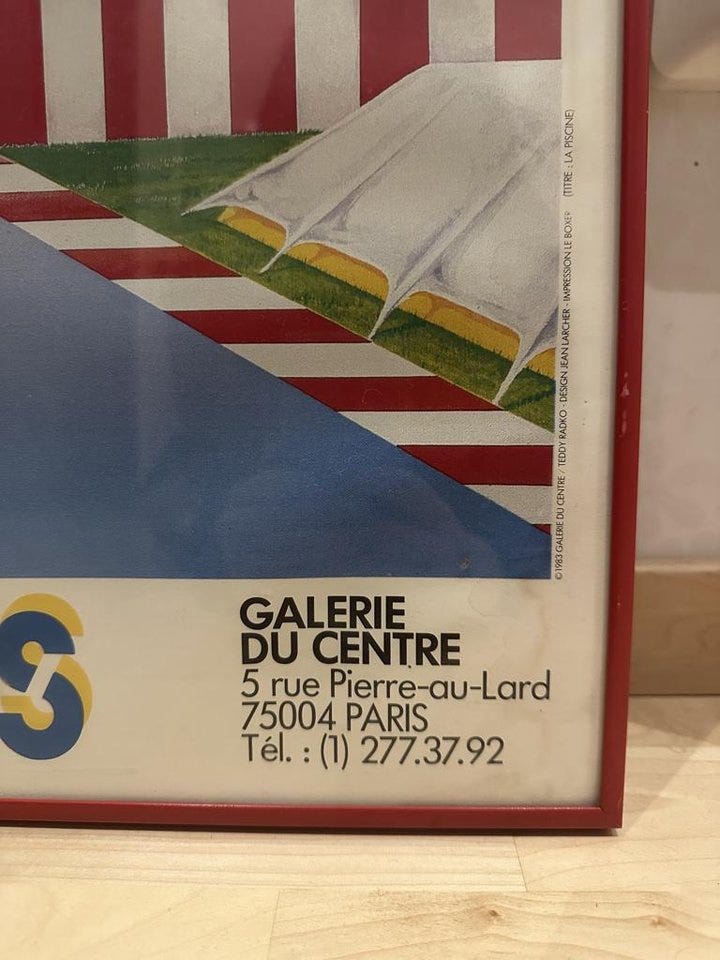 (TITRE : LA PISCINE)
© 1983 GALERIE DU CENTRE / TEDDY RADKO - DESIGN JEAN LARCHER - IMPRESSION LE BOXER
S
GALERIE
DU CENTRE
5 rue Pierre-au-Lard
75004 PARIS
Tél. : (1) 277.37.92